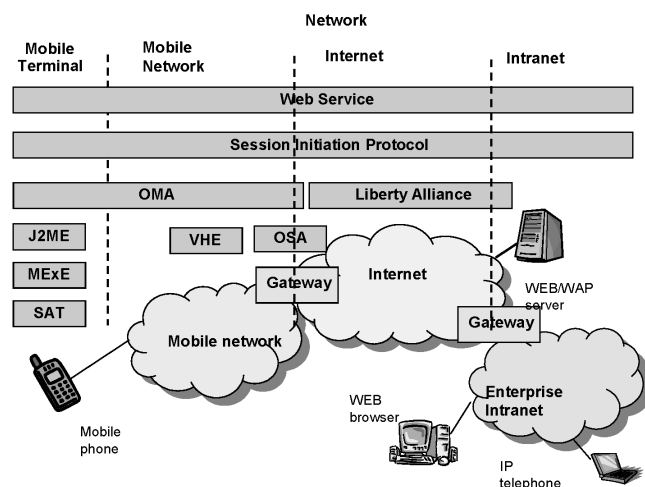 Network
Mobile
Terminal
Mobile
Network
Internet
Intranet
Web Service
Session Initiation Protocol
OMA
Liberty Alliance
J2ME
VHE
OSA
MExE
Gateway
Internet
WEB/WAP
server
SAT
Mobile network
Gateway
Enterprise
Intranet
WEB
browser
Mobile
phone
IP
telephone